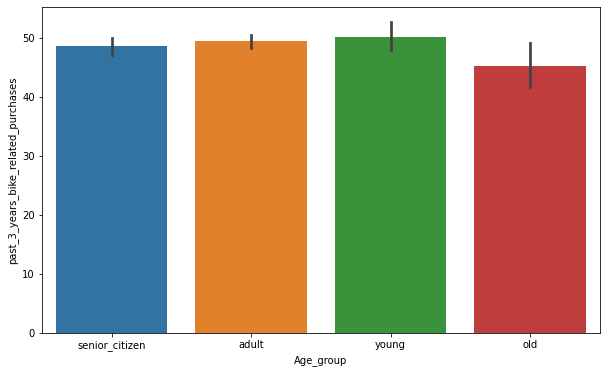 past_3_years_bike_related_purchases
50
40
30
20
10
0
senior_citizen adult young old
Age_group